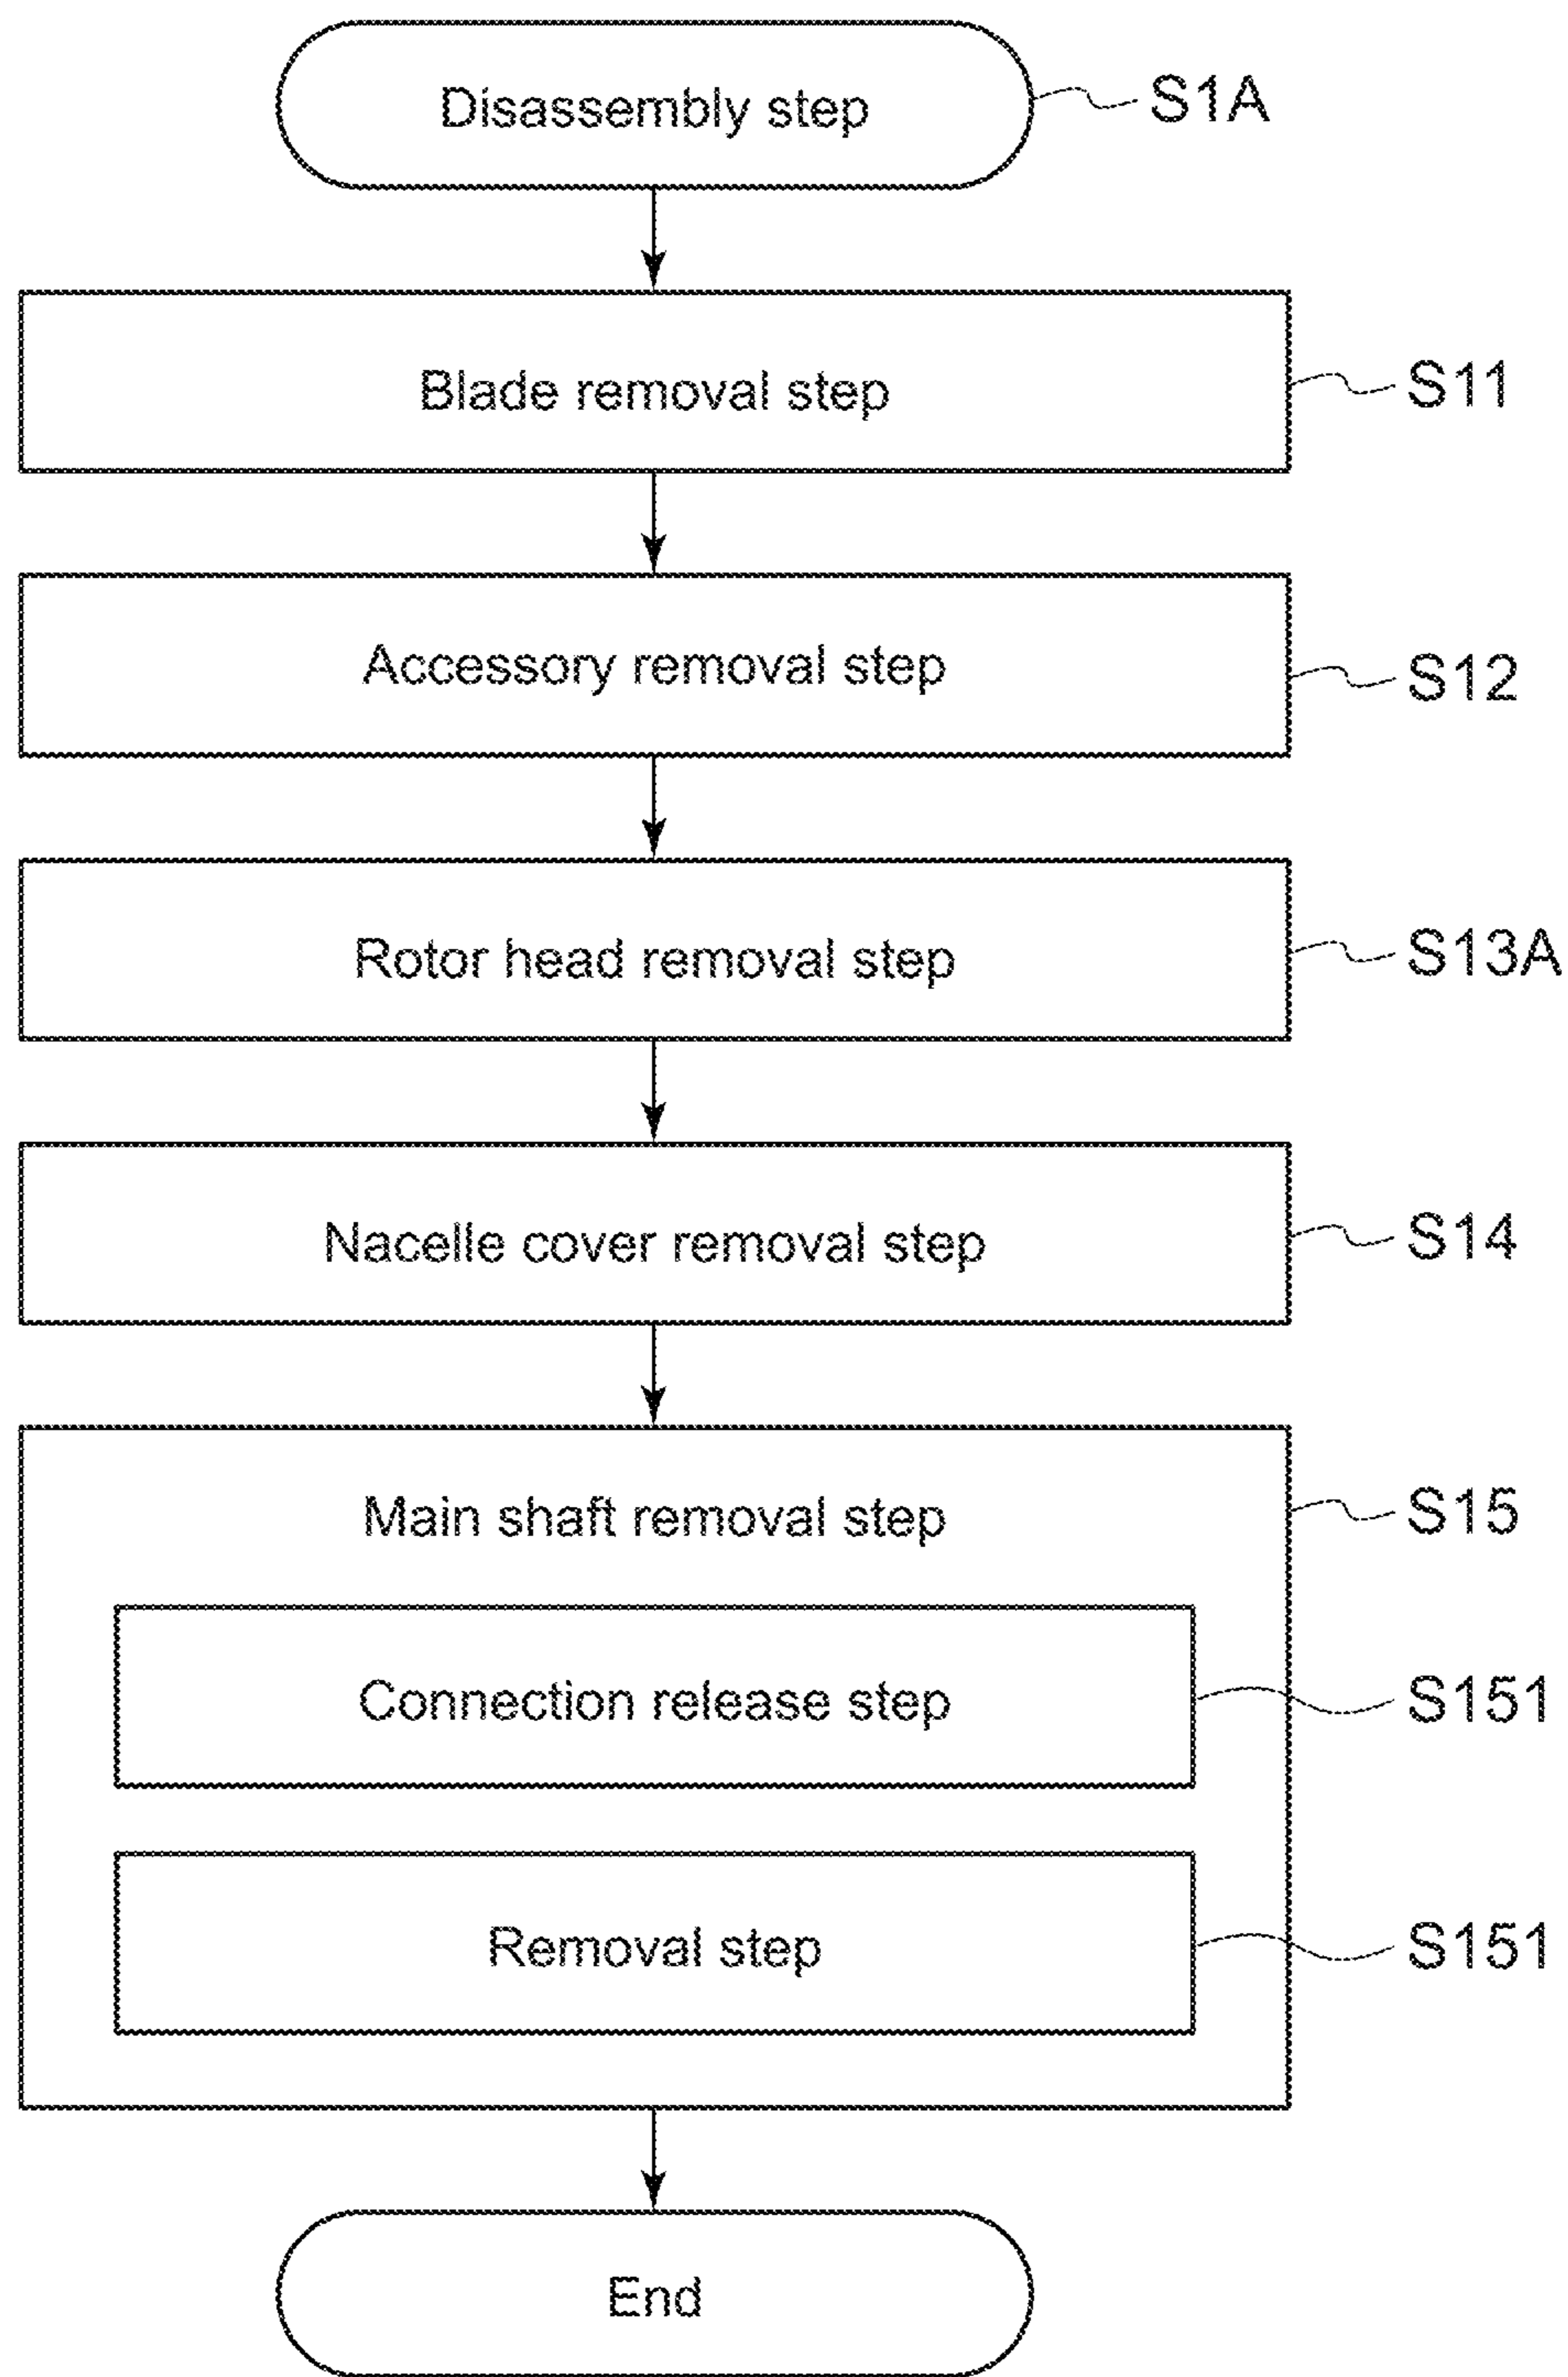 Disassembly step
S1A
Blade removal step
S11
Accessory removal step
S12
Rotor head removal step
S13A
Nacelle cover removal step
S14
Main shaft removal step
S15
Connection release step
S151
Removal step
S151
End